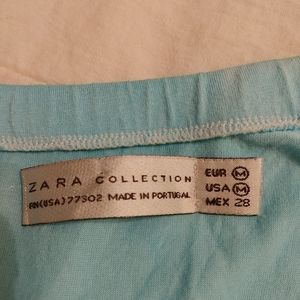 ZARA COLLECTION
RN(USA)77302 MADE IN PORTUGAL
EUR M
USA M
MEX 28